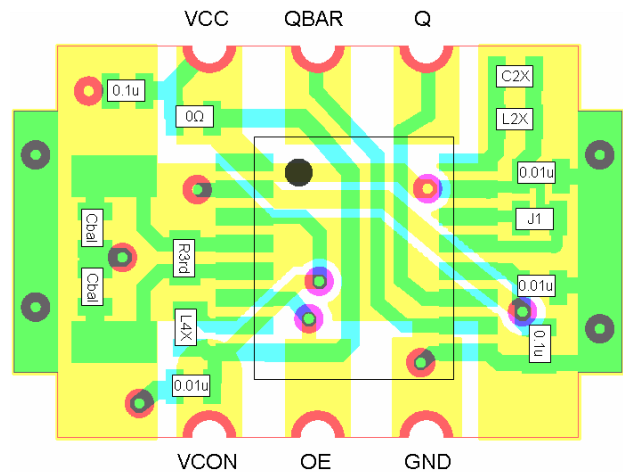 VCC QBAR Q
0.1u
C2X
0Ω
L2X
0.01u
Cbal
J1
R3rd
Cbal
0.01u
L4X
0.1u
0.01u
VCON OE GND